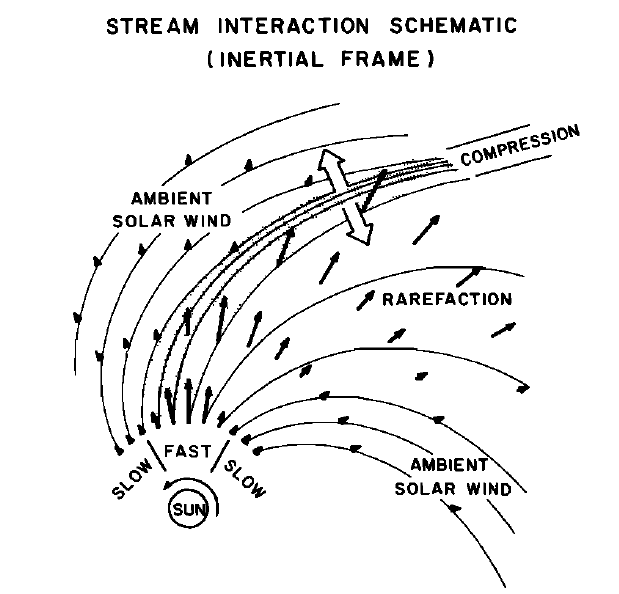 STREAM INTERACTION SCHEMATIC
(INERTIAL FRAME)
COMPRESSION
AMBIENT
SOLAR WIND
RAREFACTION
SLOW
FAST
SLOW
SUN
AMBIENT
SOLAR WIND